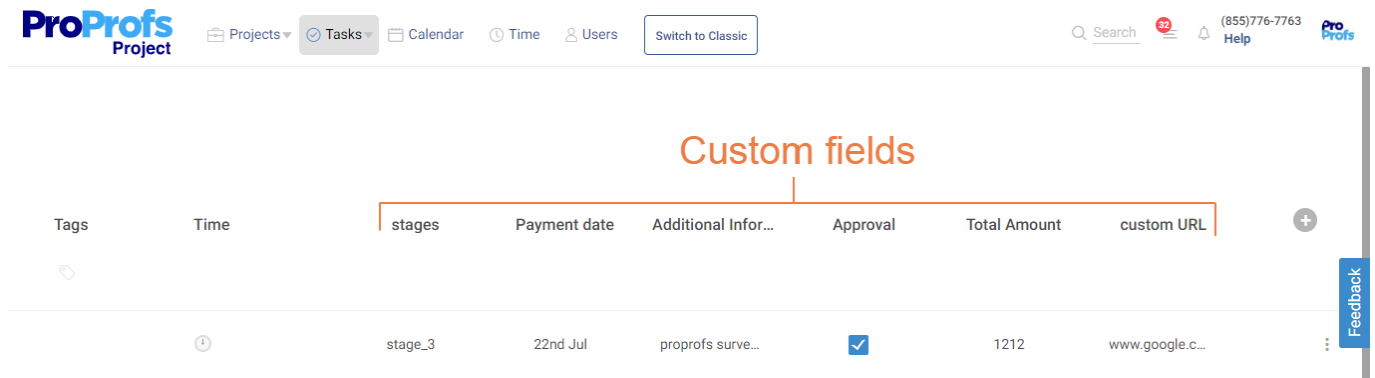 ProProfs
Project
Projects
Tasks
Calendar
Time
Users
Switch to Classic
Search
32
(855)776-7763
Help
Pro
Profs
Custom fields
Tags
Time
stages
Payment date
Additional Infor...
Approval
Total Amount
custom URL
Feedback
stage_3
22nd Jul
proprofs surve...
1212
www.google.c...